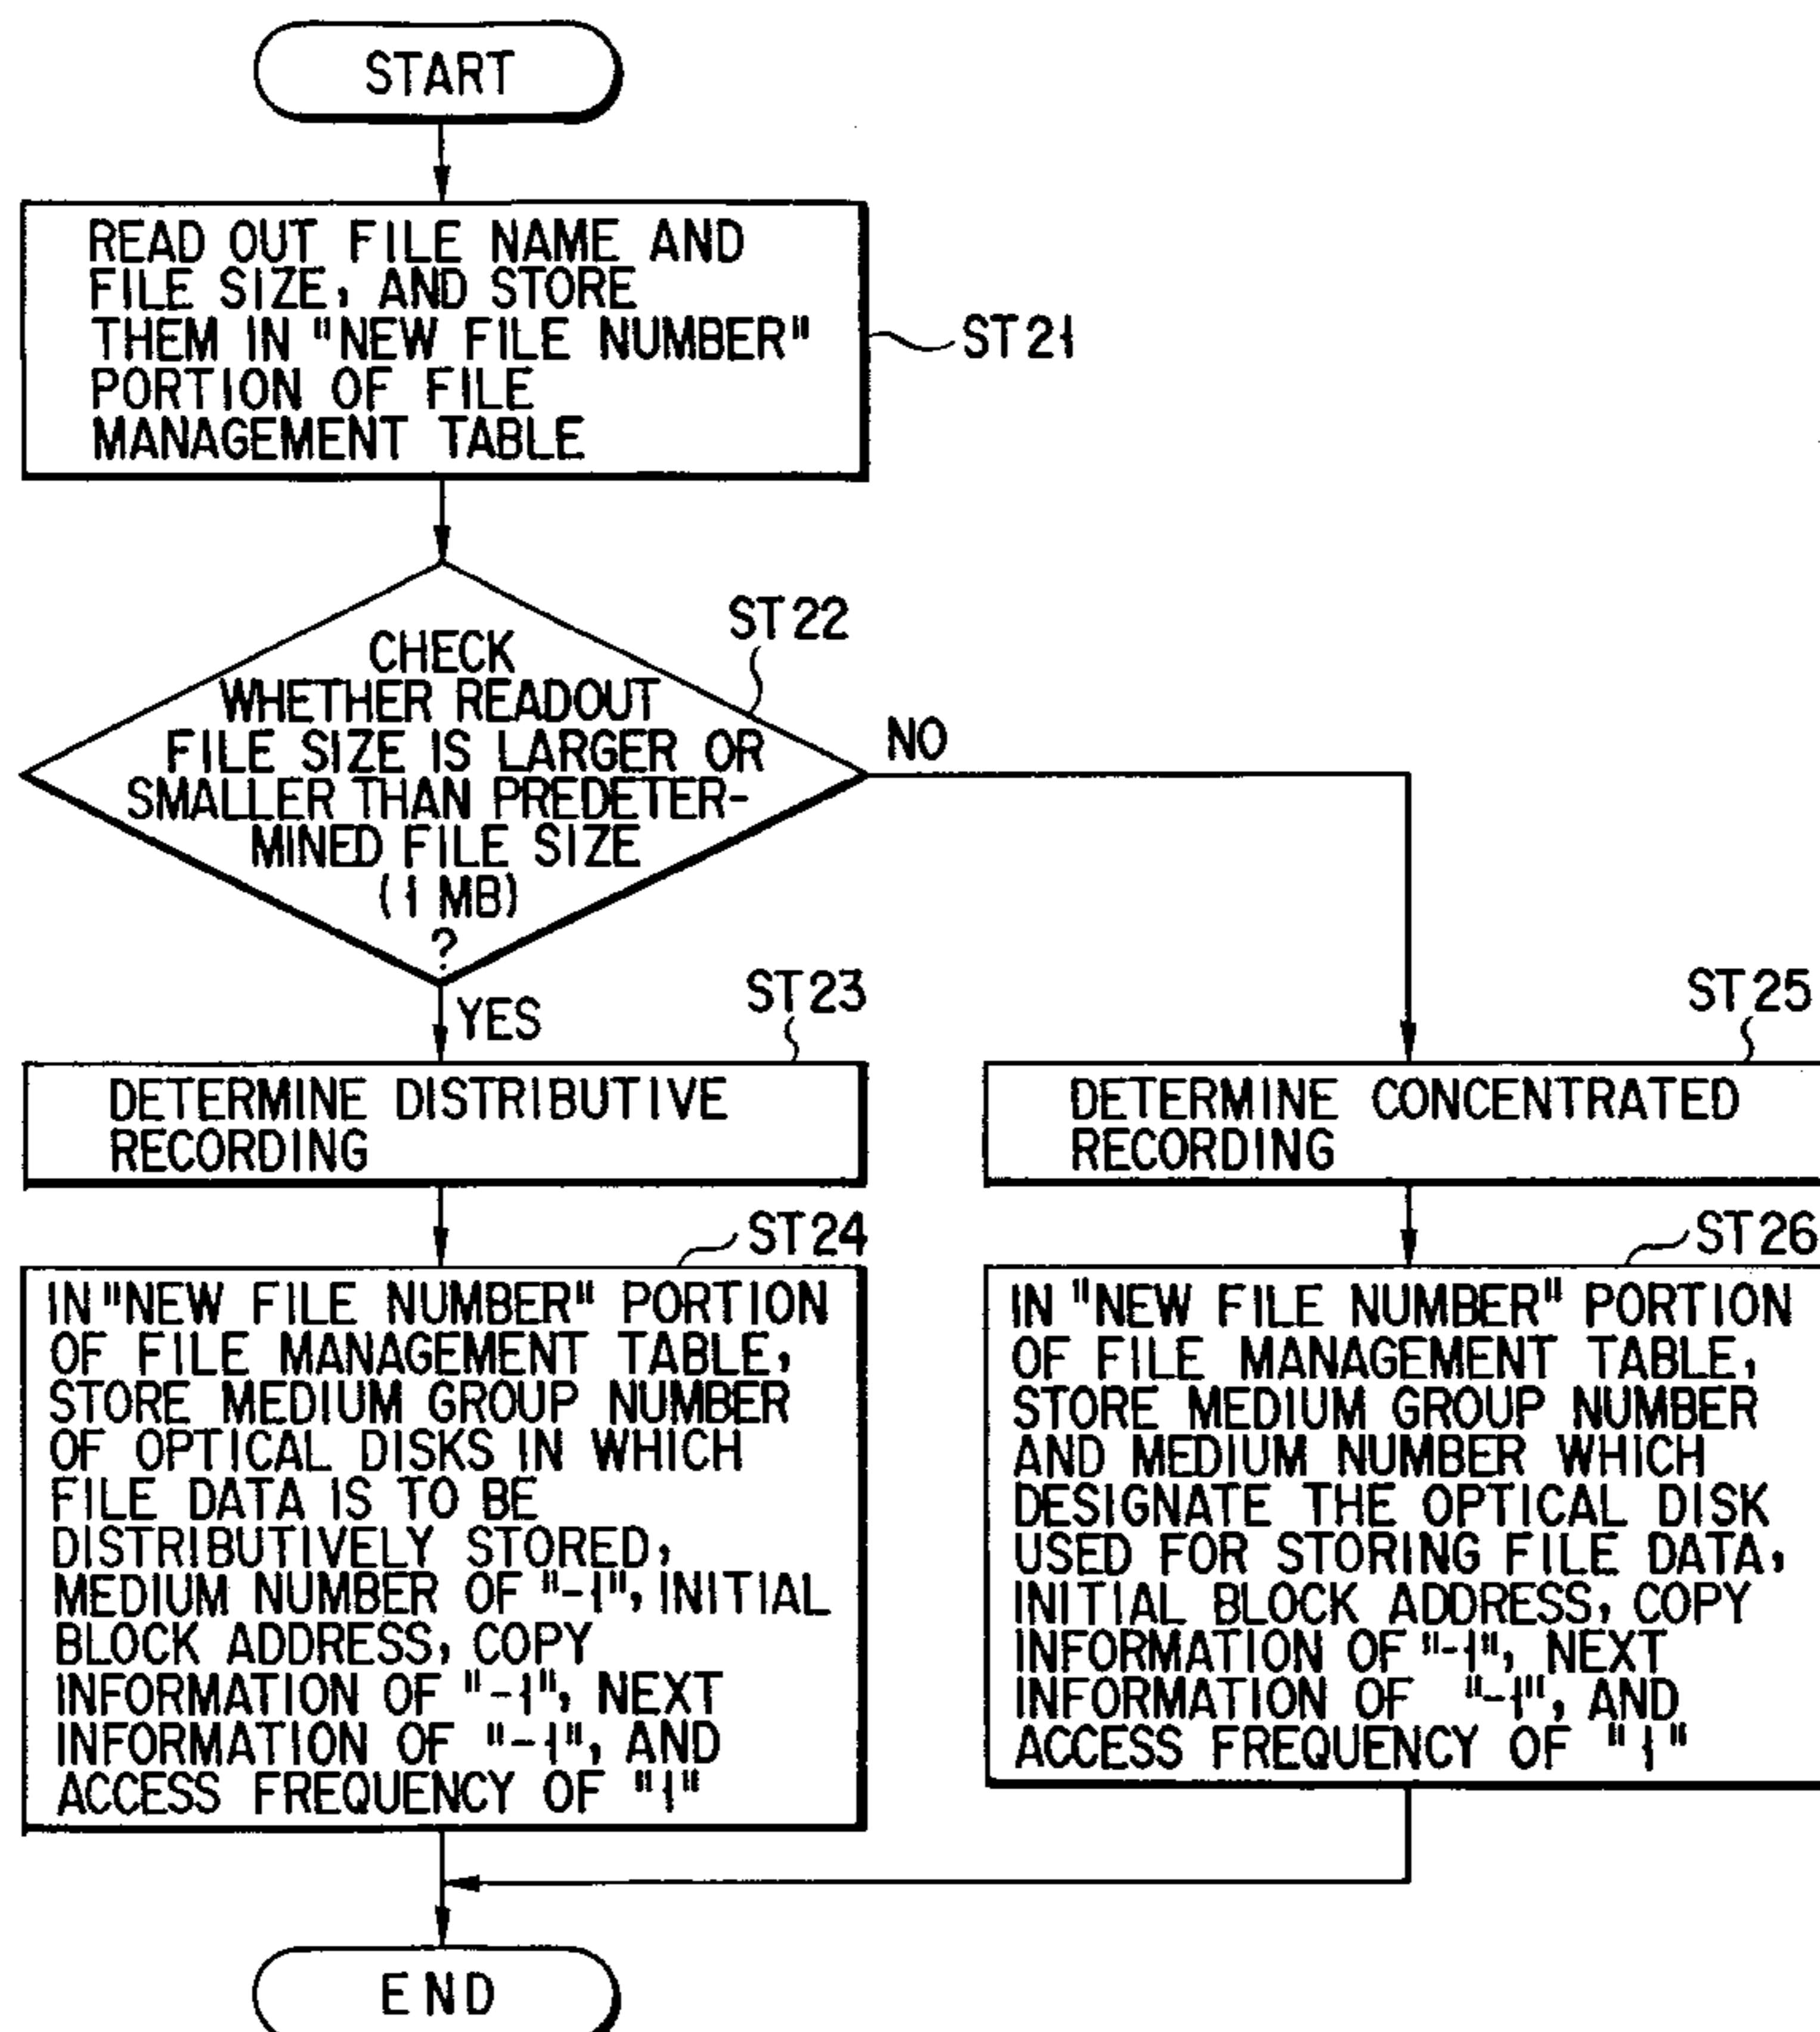 START
READ OUT FILE NAME AND
FILE SIZE, AND STORE
THEM IN "NEW FILE NUMBER"
PORTION OF FILE
MANAGEMENT TABLE
ST21
ST22
CHECK
WHETHER READOUT
FILE SIZE IS LARGER OR
SMALLER THAN PREDETER-
MINED FILE SIZE
(1 MB)
?
NO
YES
ST23
DETERMINE DISTRIBUTIVE
RECORDING
ST25
DETERMINE CONCENTRATED
RECORDING
ST24
IN "NEW FILE NUMBER" PORTION
OF FILE MANAGEMENT TABLE,
STORE MEDIUM GROUP NUMBER
OF OPTICAL DISKS IN WHICH
FILE DATA IS TO BE
DISTRIBUTIVELY STORED,
MEDIUM NUMBER OF "-1", INITIAL
BLOCK ADDRESS, COPY
INFORMATION OF "-1", NEXT
INFORMATION OF "-1", AND
ACCESS FREQUENCY OF "1"
ST26
IN "NEW FILE NUMBER" PORTION
OF FILE MANAGEMENT TABLE,
STORE MEDIUM GROUP NUMBER
AND MEDIUM NUMBER WHICH
DESIGNATE THE OPTICAL DISK
USED FOR STORING FILE DATA,
INITIAL BLOCK ADDRESS, COPY
INFORMATION OF "-1", NEXT
INFORMATION OF "-1", AND
ACCESS FREQUENCY OF "1"
END